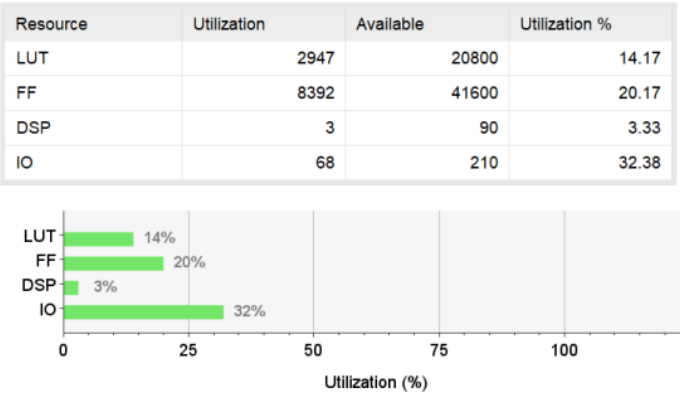 Resource Utilization Available Utilization %
LUT 2947 20800 14.17
FF 8392 41600 20.17
DSP 3 90 3.33
IO 68 210 32.38
LUT 14%
FF 20%
DSP 3%
IO 32%
0 25 50 75 100
Utilization (%)